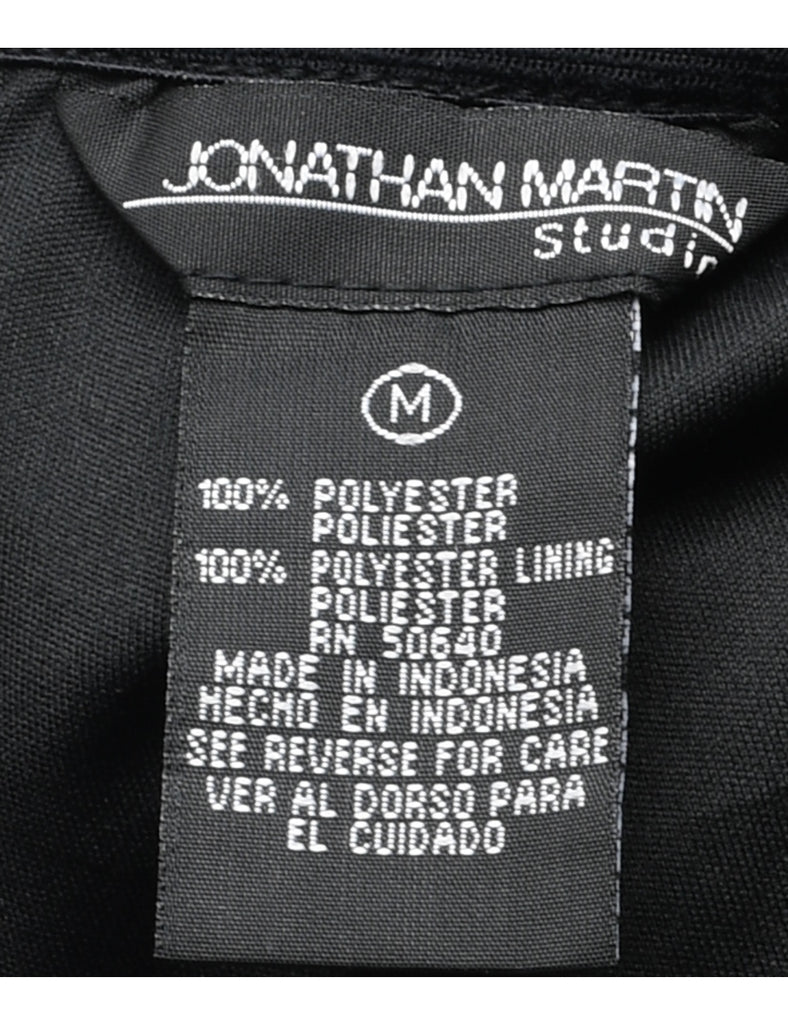 JONATHAN MARTIN
Studio
M
100% POLYESTER
POLIESTER
100% POLYESTER LINING
POLIESTER
RN 50640
MADE IN INDONESIA
HECHO EN INDONESIA
SEE REVERSE FOR CARE
VER AL DORSO PARA
EL CUIDADO